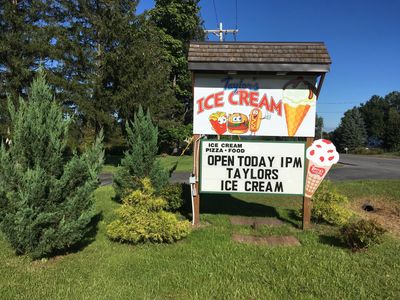 Taylor's
ICE CREAM
ICE CREAM
PIZZA • FOOD
OPEN TODAY 1PM
TAYLORS
ICE CREAM